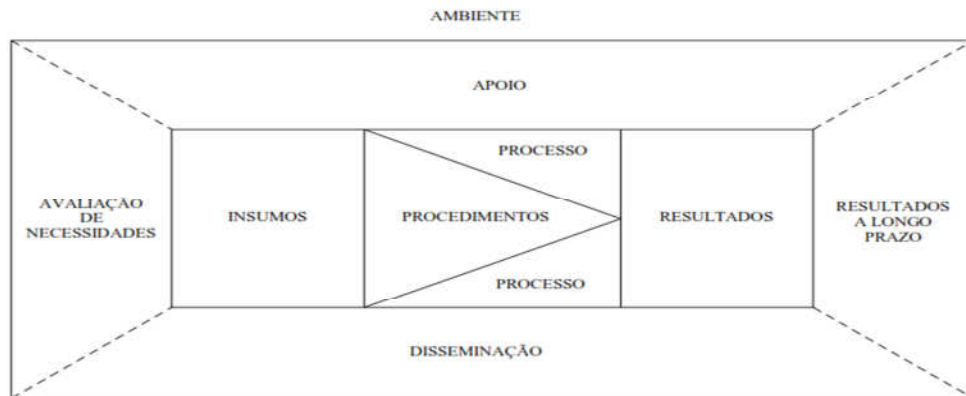 AMBIENTE
APOIO
PROCESSO
AVALIAÇÃO
DE
NECESSIDADES
INSUMOS
PROCEDIMENTOS
RESULTADOS
RESULTADOS
A LONGO
PRAZO
PROCESSO
DISSEMINAÇÃO